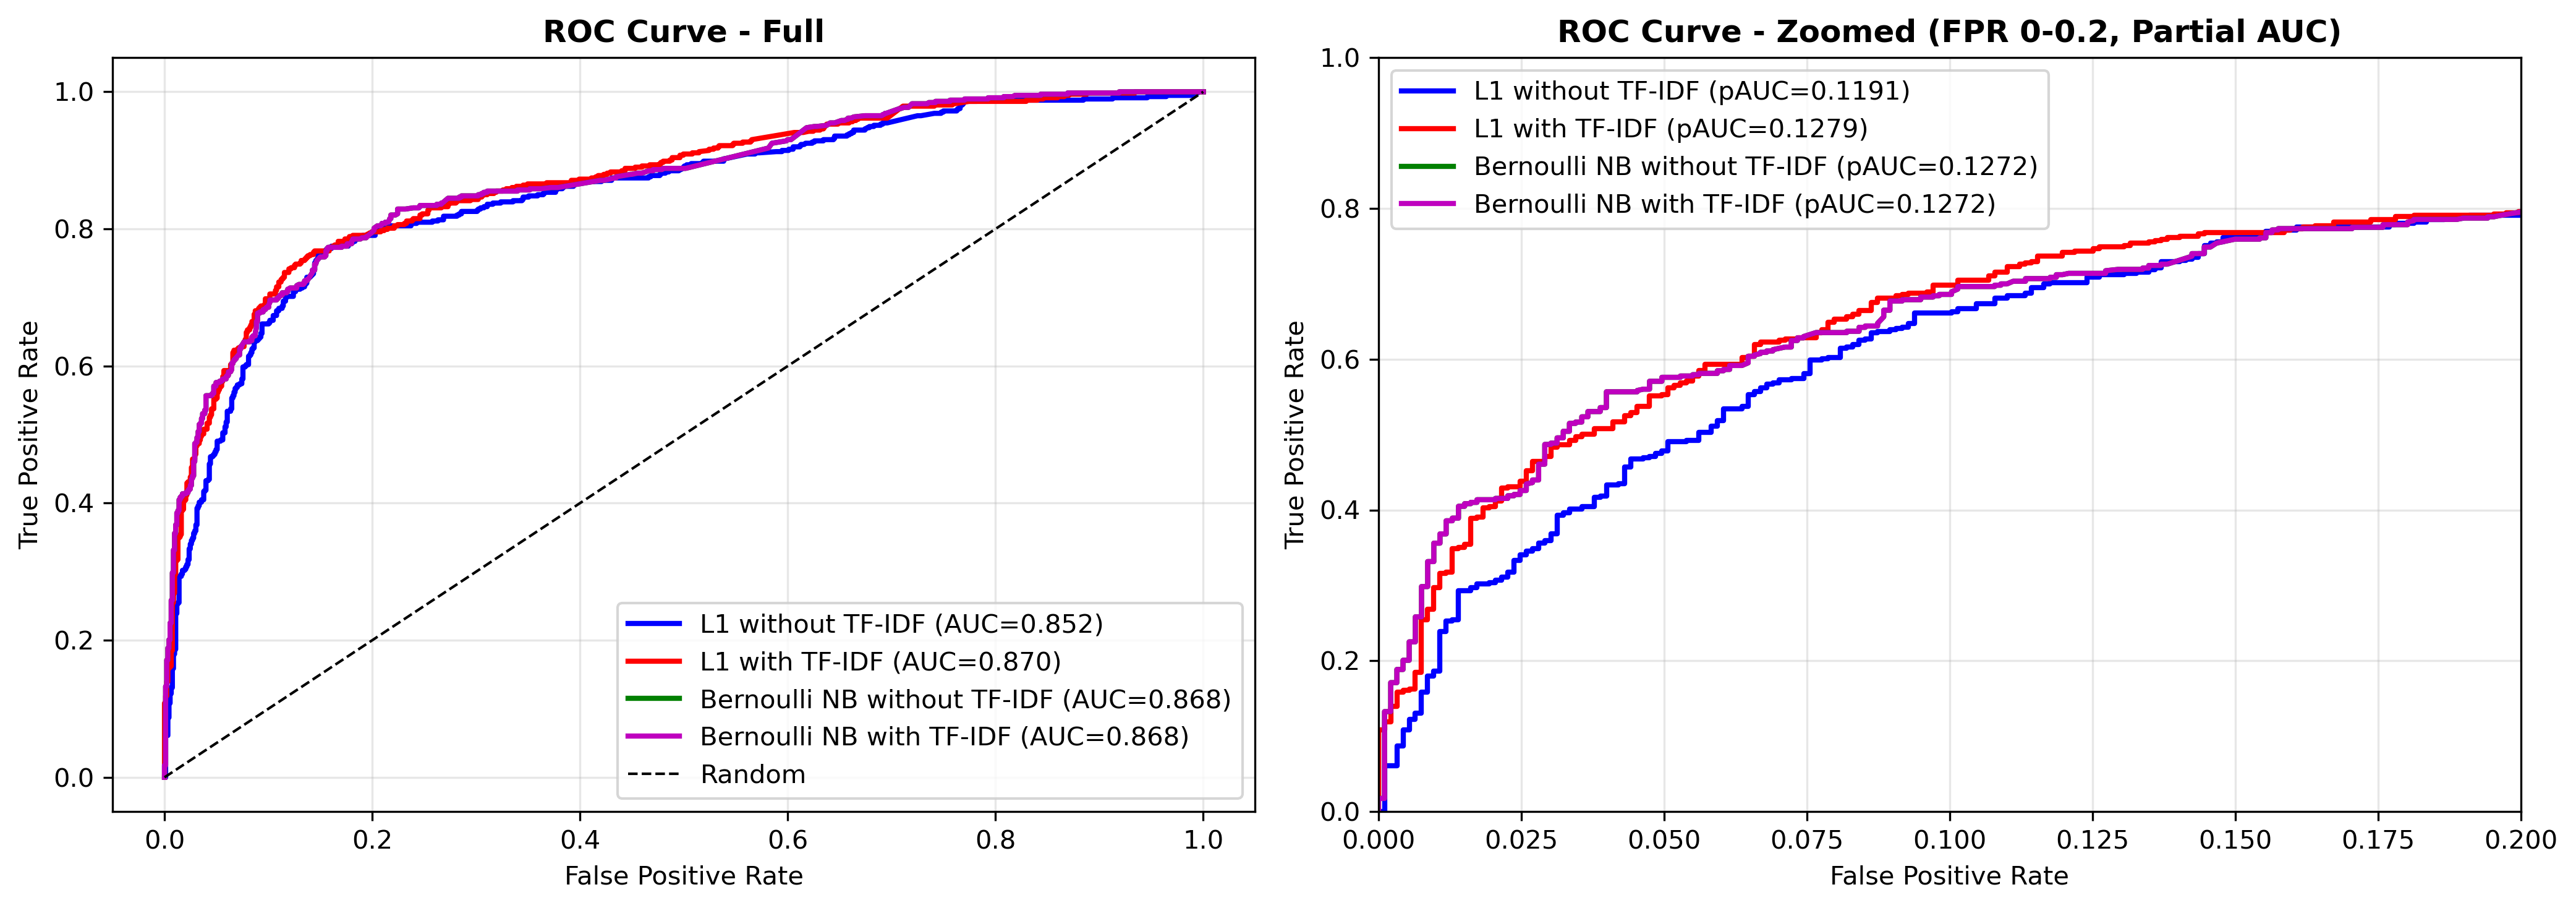 ROC Curve - Full
True Positive Rate
1.0
0.8
0.6
0.4
0.2
0.0
L1 without TF-IDF (AUC=0.852)
L1 with TF-IDF (AUC=0.870)
Bernoulli NB without TF-IDF (AUC=0.868)
Bernoulli NB with TF-IDF (AUC=0.868)
Random
0.0 0.2 0.4 0.6 0.8 1.0
False Positive Rate
ROC Curve - Zoomed (FPR 0-0.2, Partial AUC)
True Positive Rate
1.0
0.8
0.6
0.4
0.2
0.0
L1 without TF-IDF (pAUC=0.1191)
L1 with TF-IDF (pAUC=0.1279)
Bernoulli NB without TF-IDF (pAUC=0.1272)
Bernoulli NB with TF-IDF (pAUC=0.1272)
0.000 0.025 0.050 0.075 0.100 0.125 0.150 0.175 0.200
False Positive Rate